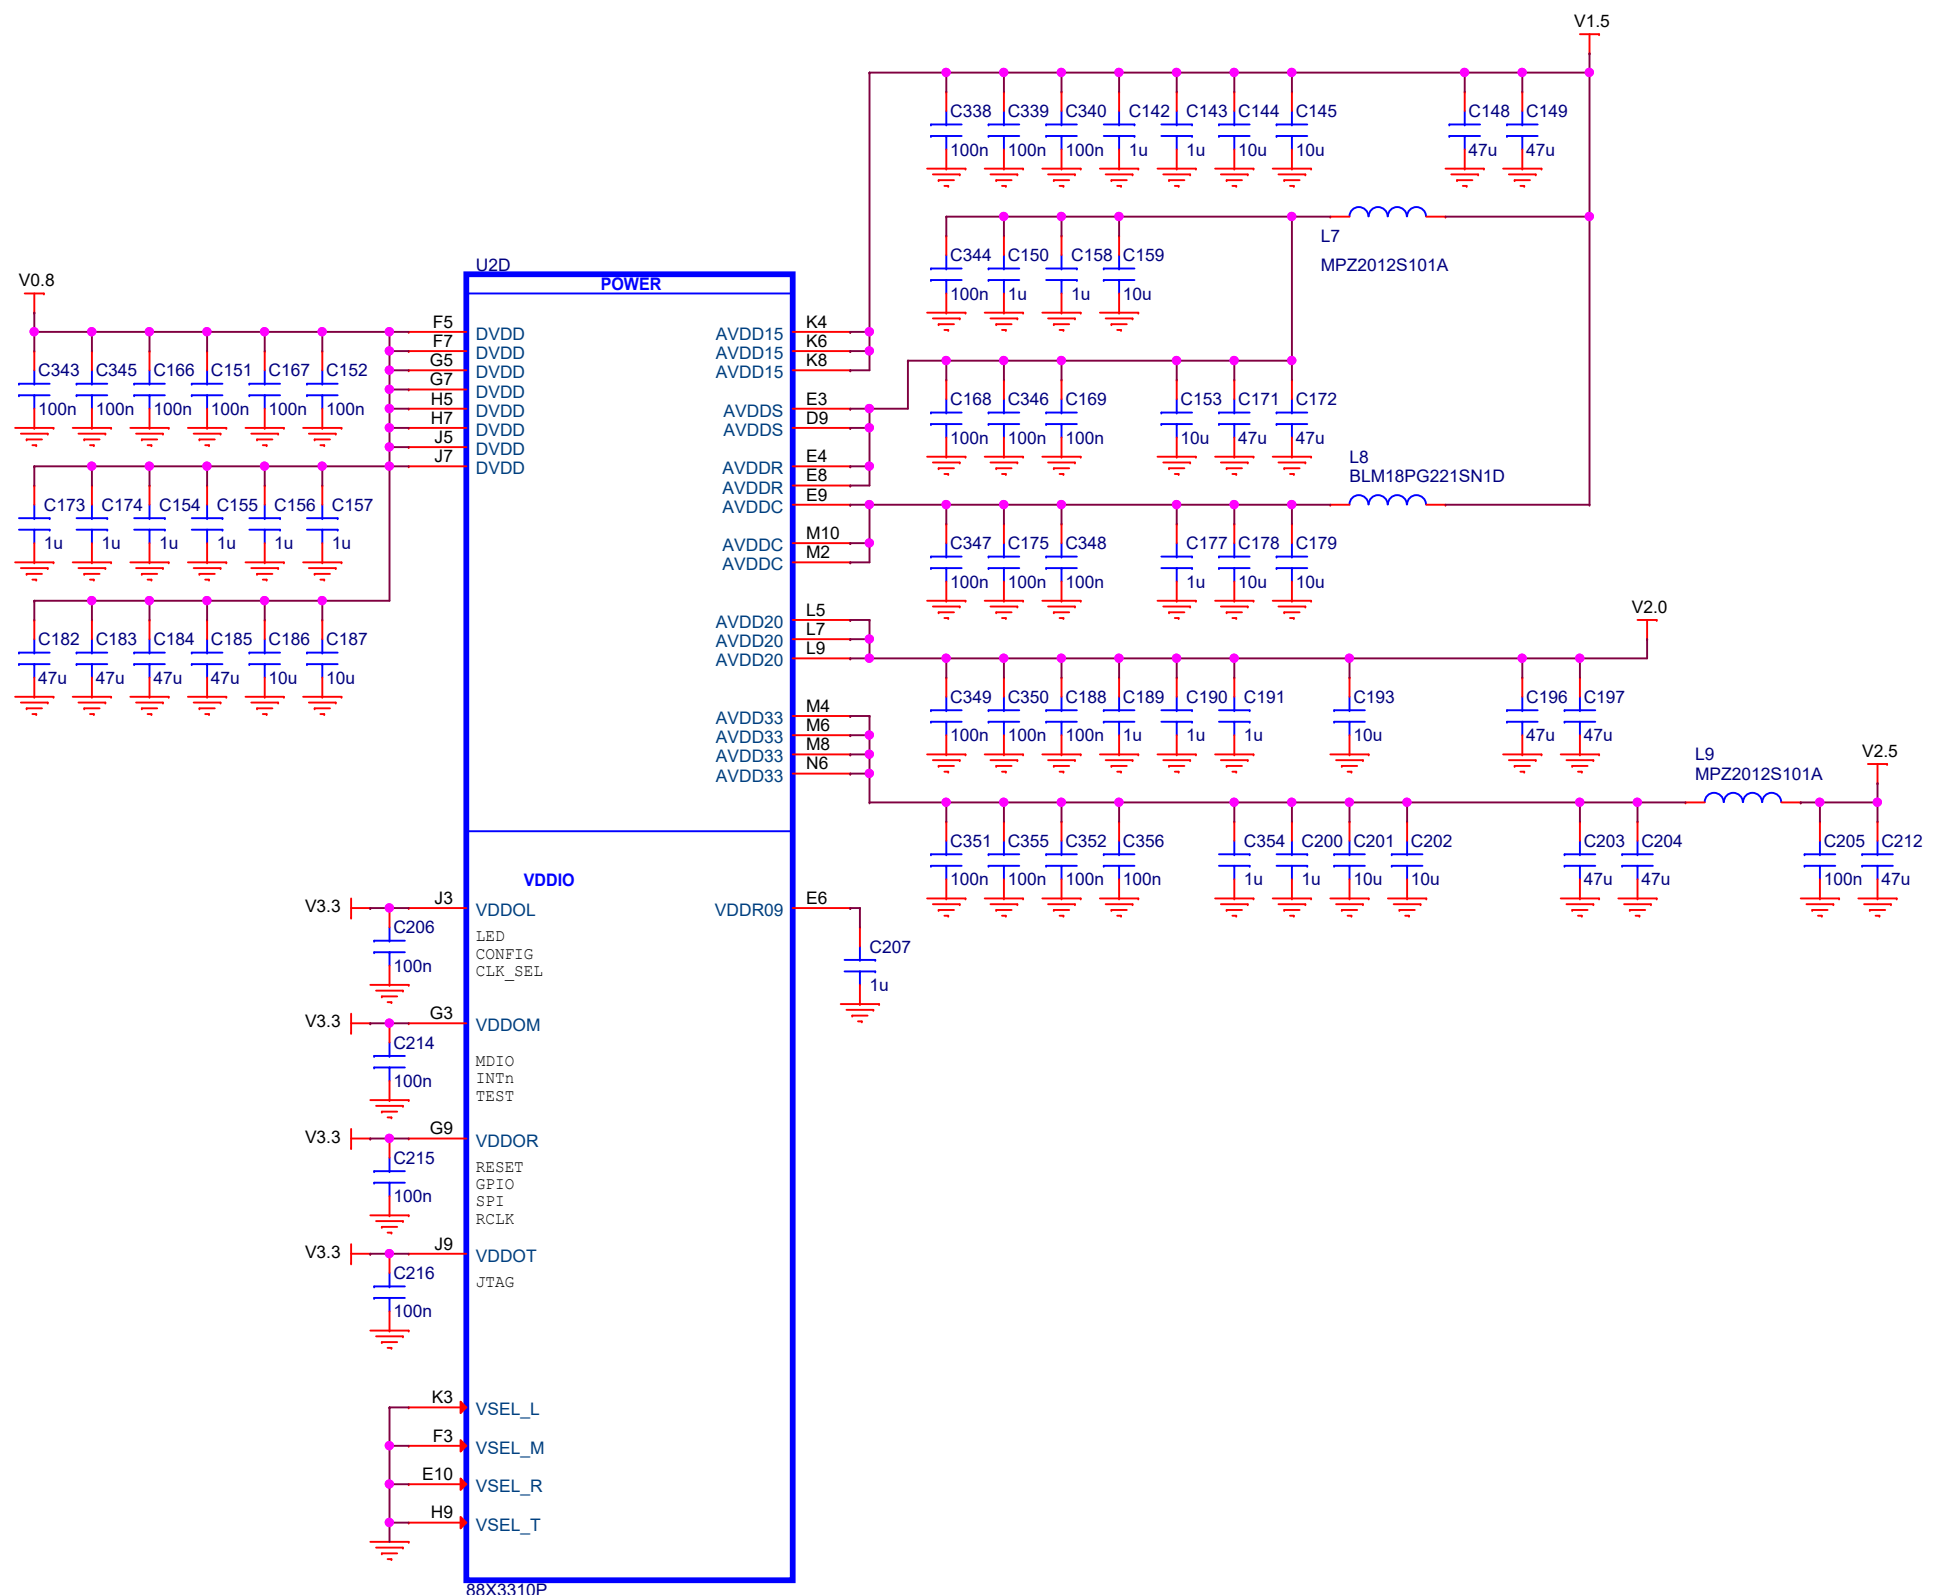 V1.5
C338 C339 C340 C142 C143 C144 C145 C148 C149
100n 100n 100n 1u 1u 10u 10u 47u 47u
L7
MPZ2012S101A
C344 C150 C158 C159
100n 1u 1u 10u
U2D
POWER
V0.8
F5 DVDD
F7 DVDD
G5 DVDD
G7 DVDD
H5 DVDD
H7 DVDD
J5 DVDD
J7 DVDD
C343 C345 C166 C151 C167 C152
100n 100n 100n 100n 100n 100n
C173 C174 C154 C155 C156 C157
1u 1u 1u 1u 1u 1u
C182 C183 C184 C185 C186 C187
47u 47u 47u 47u 10u 10u
AVDD15 K4
AVDD15 K6
AVDD15 K8
AVDDS E3
AVDDS D9
AVDDR E4
AVDDR E8
AVDDC E9
AVDDC M10
AVDDC M2
C168 C346 C169 C153 C171 C172
100n 100n 100n 10u 47u 47u
L8
BLM18PG221SN1D
C347 C175 C348 C177 C178 C179
100n 100n 100n 1u 10u 10u
AVDD20 L5
AVDD20 L7
AVDD20 L9
V2.0
C349 C350 C188 C189 C190 C191 C193 C196 C197
100n 100n 100n 1u 1u 1u 10u 47u 47u
AVDD33 M4
AVDD33 M6
AVDD33 M8
AVDD33 N6
L9
MPZ2012S101A
V2.5
C351 C355 C352 C356 C354 C200 C201 C202 C203 C204 C205 C212
100n 100n 100n 100n 1u 1u 10u 10u 47u 47u 100n 47u
VDDIO
V3.3 J3 VDDOL
C206
100n
LED
CONFIG
CLK_SEL
VDDR09 E6
C207
1u
V3.3 G3 VDDOM
C214
100n
MDIO
INTn
TEST
V3.3 G9 VDDOR
C215
100n
RESET
GPIO
SPI
RCLK
V3.3 J9 VDDOT
C216
100n
JTAG
K3 VSEL_L
F3 VSEL_M
E10 VSEL_R
H9 VSEL_T
88X3310P